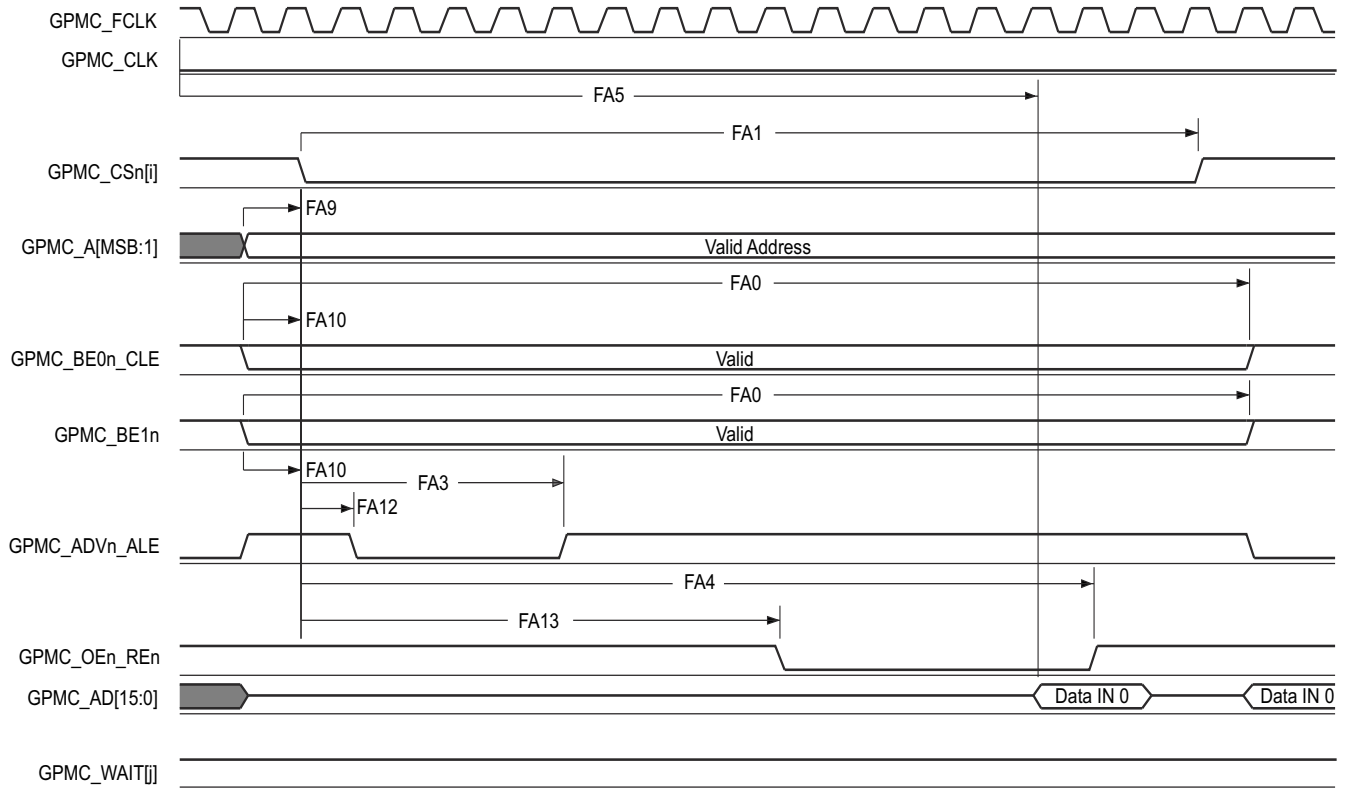 GPMC_FCLK
GPMC_CLK
FA5
FA1
GPMC_CSn[i]
FA9
GPMC_A[MSB:1] Valid Address
FA0
FA10
GPMC_BE0n_CLE Valid
FA0
GPMC_BE1n Valid
FA10
FA3
FA12
GPMC_ADVn_ALE
FA4
FA13
GPMC_OEn_REn
GPMC_AD[15:0] Data IN 0 Data IN 0
GPMC_WAIT[j]